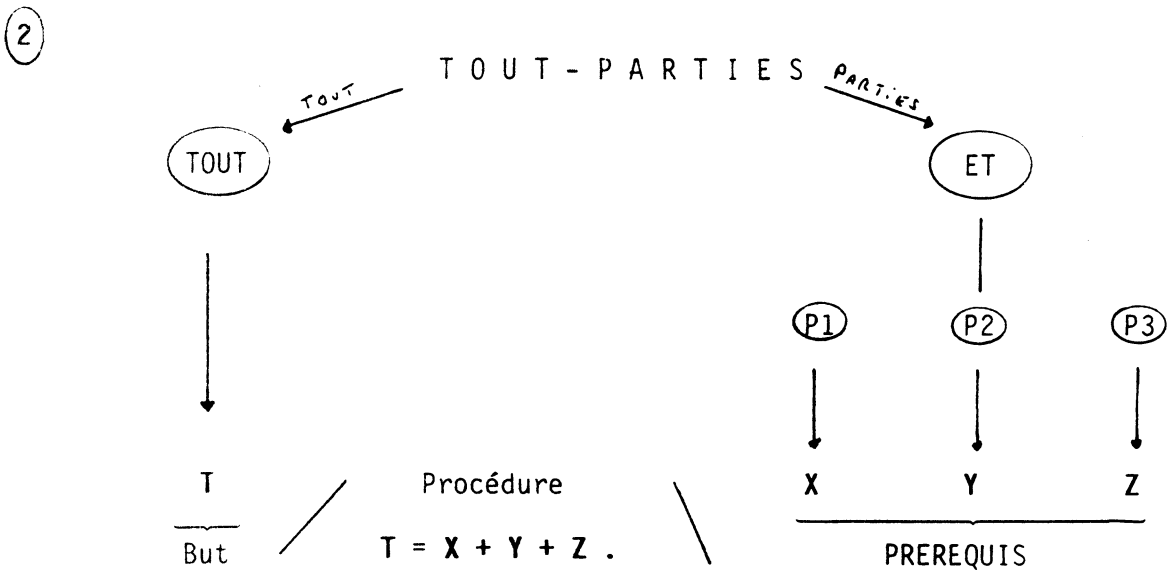 2
TOUT-PARTIES
TOUT PARTIES
TOUT ET
P1 P2 P3
T Procédure X Y Z
But T = X + Y + Z . PREREQUIS